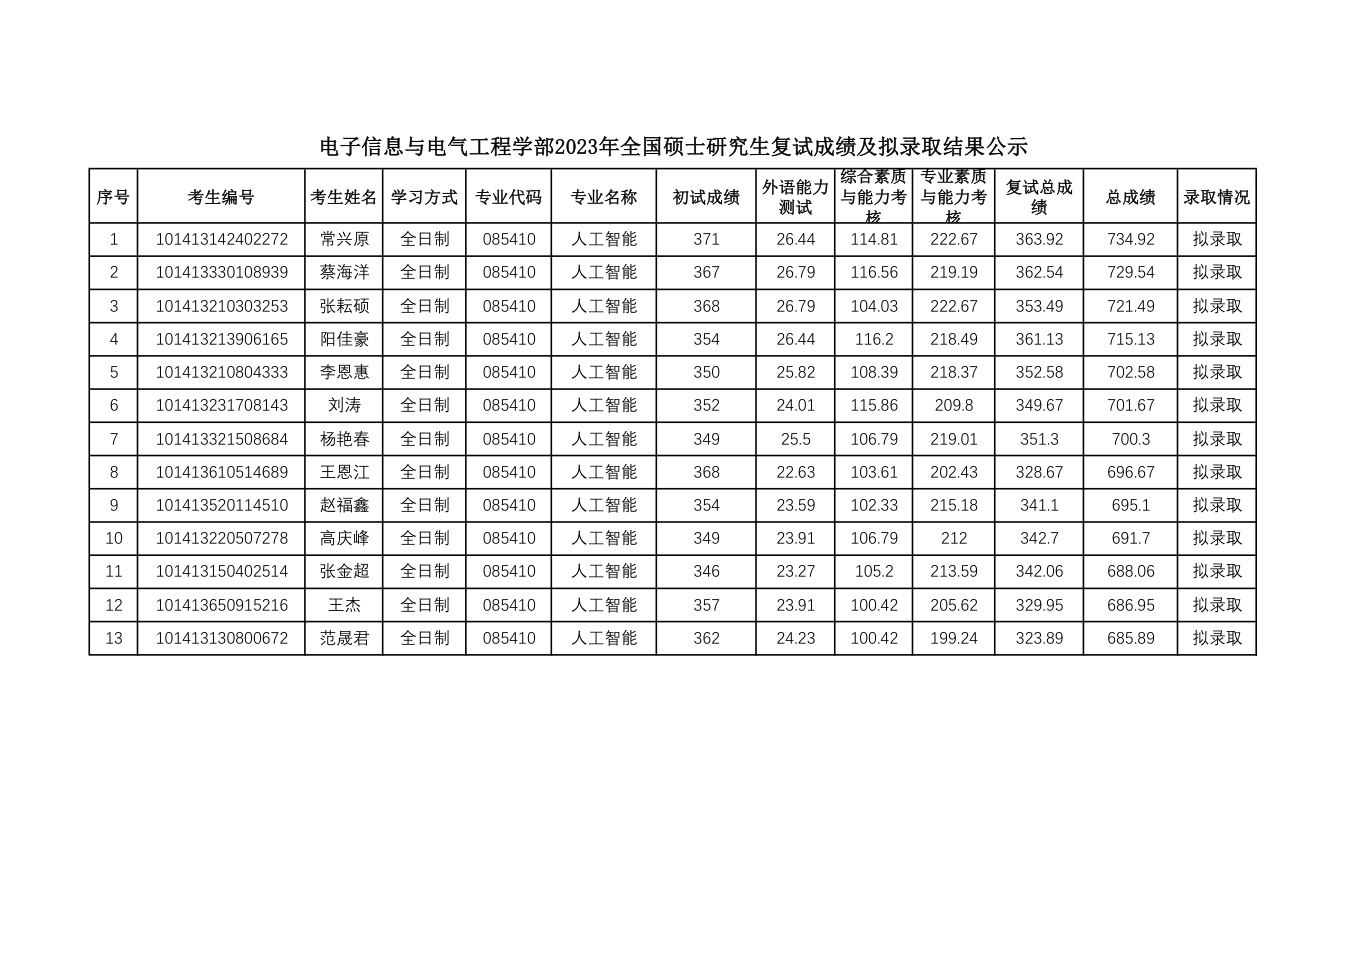 电子信息与电气工程学部2023年全国硕士研究生复试成绩及拟录取结果公示
序号 考生编号 考生姓名 学习方式 专业代码 专业名称 初试成绩 外语能力测试 综合素质与能力考核 专业素质与能力考核 复试总成绩 总成绩 录取情况
1 101413142402272 常兴原 全日制 085410 人工智能 371 26.44 114.81 222.67 363.92 734.92 拟录取
2 101413330108939 蔡海洋 全日制 085410 人工智能 367 26.79 116.56 219.19 362.54 729.54 拟录取
3 101413210303253 张耘硕 全日制 085410 人工智能 368 26.79 104.03 222.67 353.49 721.49 拟录取
4 101413213906165 阳佳豪 全日制 085410 人工智能 354 26.44 116.2 218.49 361.13 715.13 拟录取
5 101413210804333 李恩惠 全日制 085410 人工智能 350 25.82 108.39 218.37 352.58 702.58 拟录取
6 101413231708143 刘涛 全日制 085410 人工智能 352 24.01 115.86 209.8 349.67 701.67 拟录取
7 101413321508684 杨艳春 全日制 085410 人工智能 349 25.5 106.79 219.01 351.3 700.3 拟录取
8 101413610514689 王恩江 全日制 085410 人工智能 368 22.63 103.61 202.43 328.67 696.67 拟录取
9 101413520114510 赵福鑫 全日制 085410 人工智能 354 23.59 102.33 215.18 341.1 695.1 拟录取
10 101413220507278 高庆峰 全日制 085410 人工智能 349 23.91 106.79 212 342.7 691.7 拟录取
11 101413150402514 张金超 全日制 085410 人工智能 346 23.27 105.2 213.59 342.06 688.06 拟录取
12 101413650915216 王杰 全日制 085410 人工智能 357 23.91 100.42 205.62 329.95 686.95 拟录取
13 101413130800672 范晟君 全日制 085410 人工智能 362 24.23 100.42 199.24 323.89 685.89 拟录取